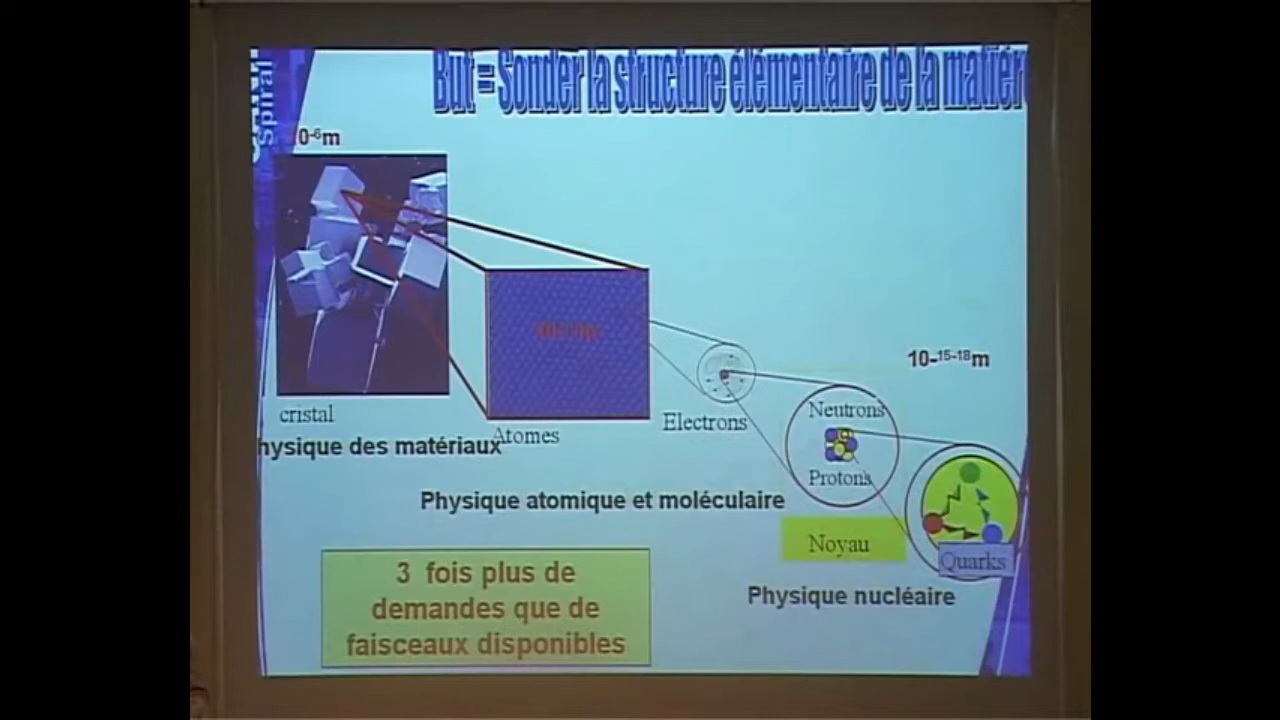 But = Sonder la structure élémentaire de la matièr
Spiral
0-6m
10-15-18m
cristal
Atomes
Electrons
Neutrons
Protons
Quarks
hysique des matériaux
Physique atomique et moléculaire
Noyau
Physique nucléaire
3 fois plus de
demandes que de
faisceaux disponibles